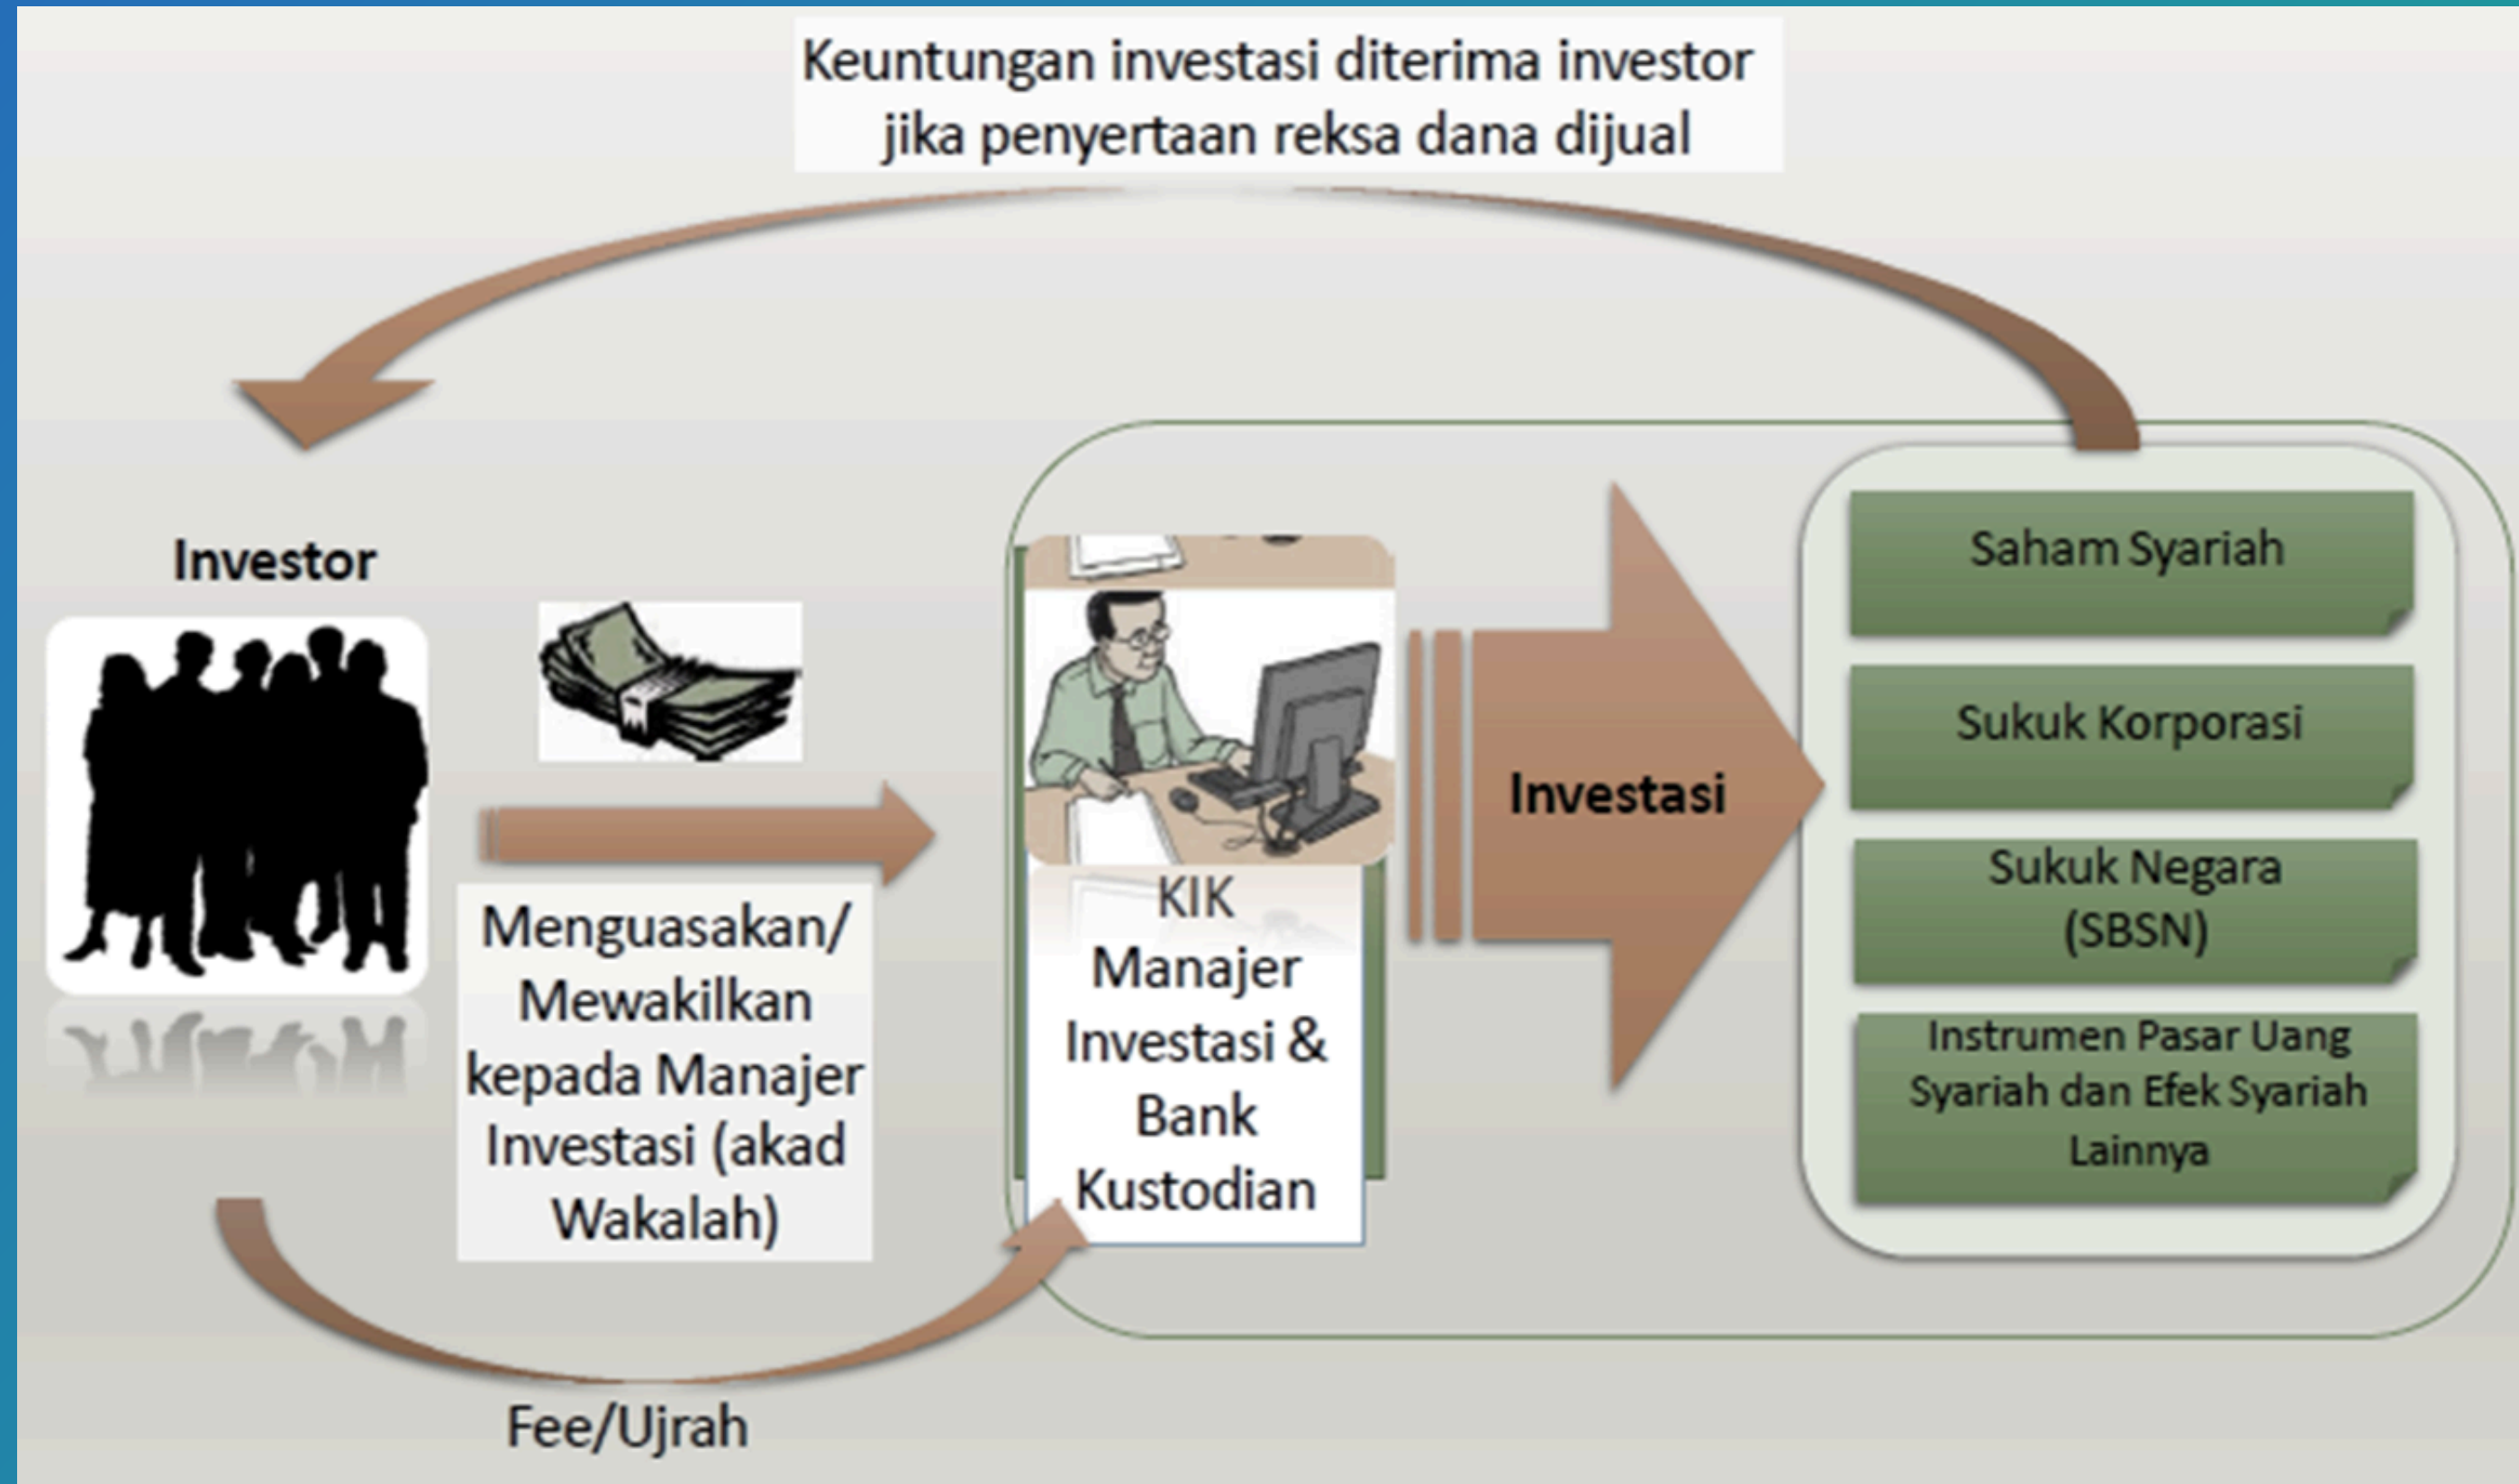 Keuntungan investasi diterima investor
jika penyertaan reksa dana dijual
Investor
Menguasakan/
Mewakilkan
kepada Manajer
Investasi (akad
Wakalah)
Fee/Ujrah
KIK
Manajer
Investasi &
Bank
Kustodian
Investasi
Saham Syariah
Sukuk Korporasi
Sukuk Negara
(SBSN)
Instrumen Pasar Uang
Syariah dan Efek Syariah
Lainnya